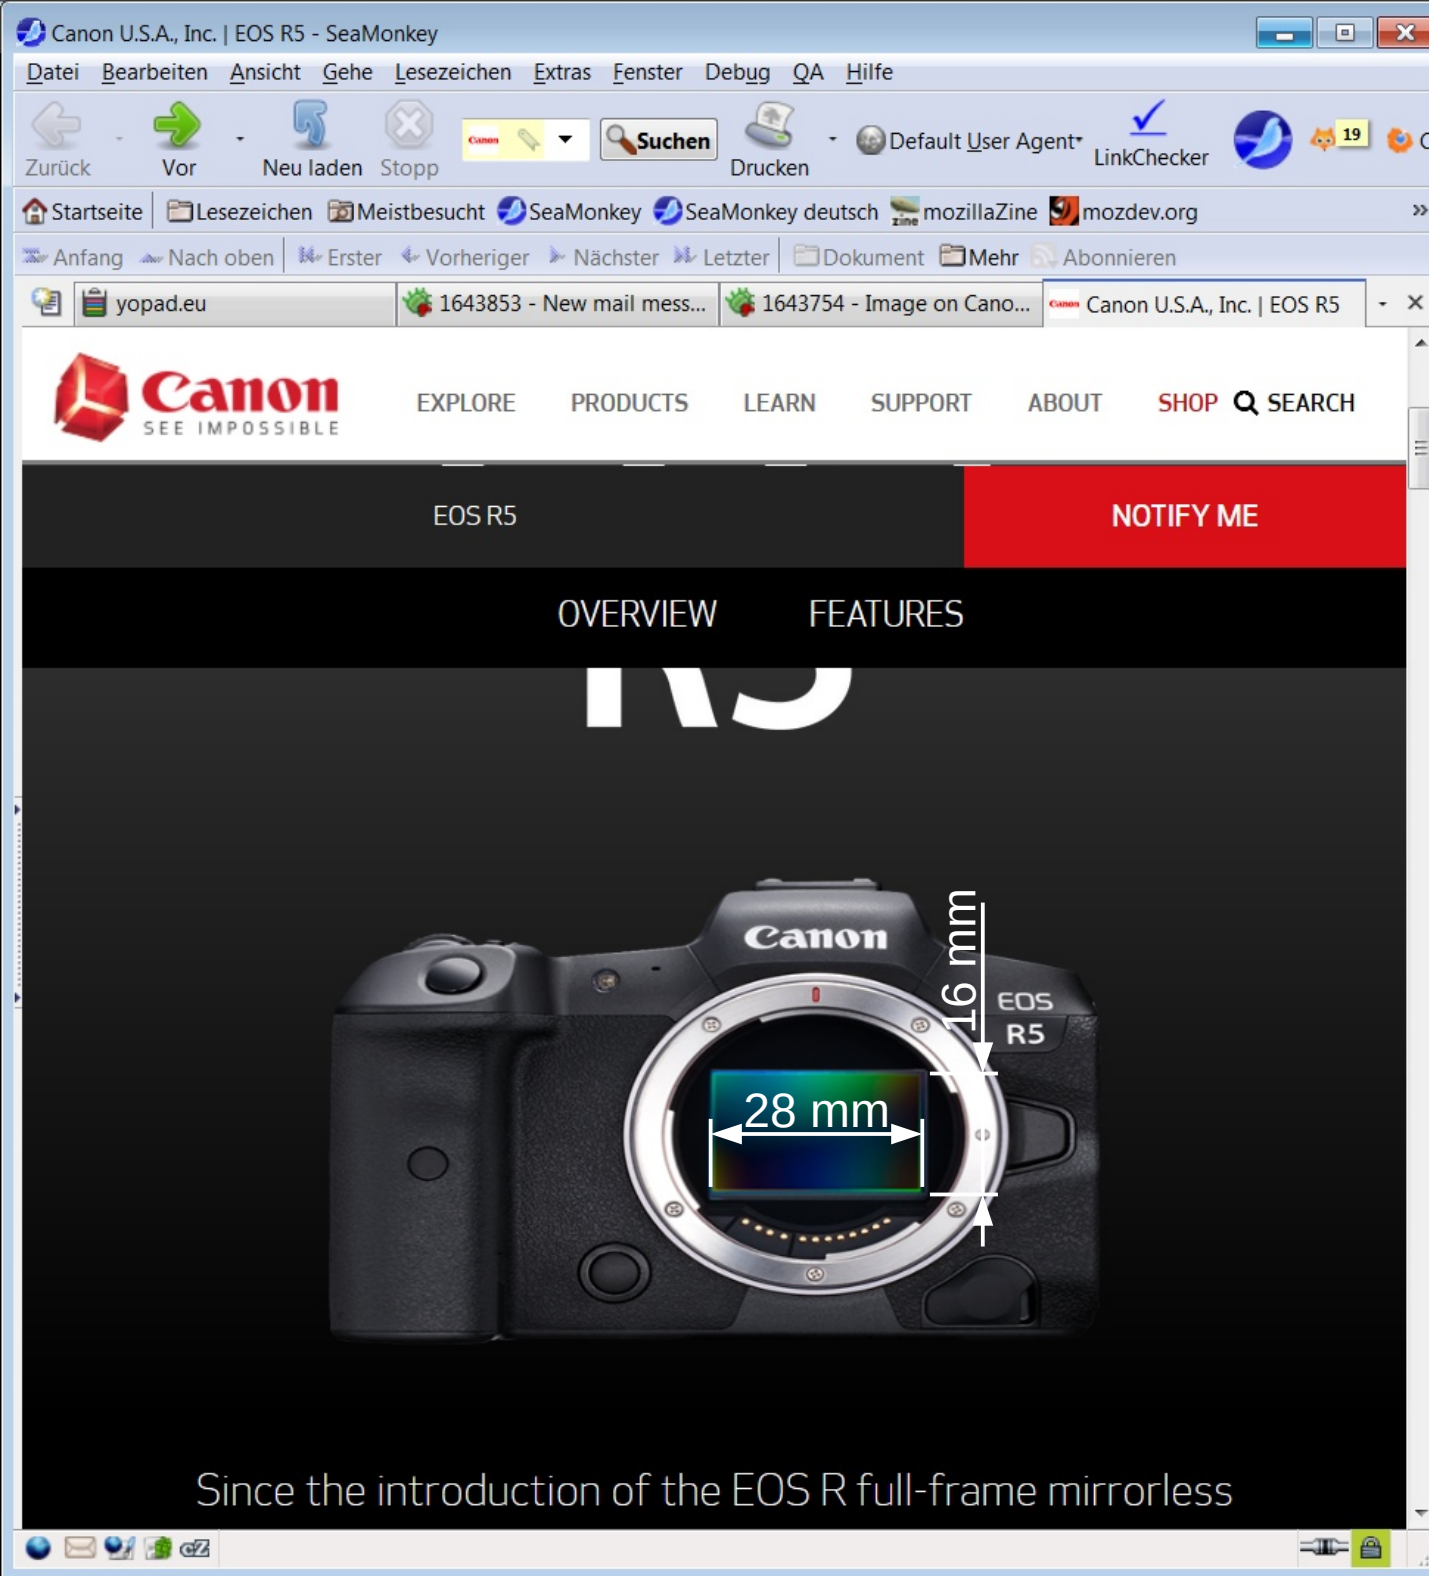 Canon U.S.A., Inc. | EOS R5 - SeaMonkey
Datei Bearbeiten Ansicht Gehe Lesezeichen Extras Fenster Debug QA Hilfe
Zurück Vor Neu laden Stopp Canon Suchen Drucken Default User Agent LinkChecker 19
Startseite Lesezeichen Meistbesucht SeaMonkey SeaMonkey deutsch mozillaZine mozdev.org
Anfang Nach oben Erster Vorheriger Nächster Letzter Dokument Mehr Abonnieren
yopad.eu 1643853 - New mail mess... 1643754 - Image on Cano... Canon Canon U.S.A., Inc. | EOS R5
Canon
SEE IMPOSSIBLE
EXPLORE PRODUCTS LEARN SUPPORT ABOUT SHOP SEARCH
EOS R5 NOTIFY ME
OVERVIEW FEATURES
R5
Canon
16 mm
EOS
R5
28 mm
Since the introduction of the EOS R full-frame mirrorless
cZ